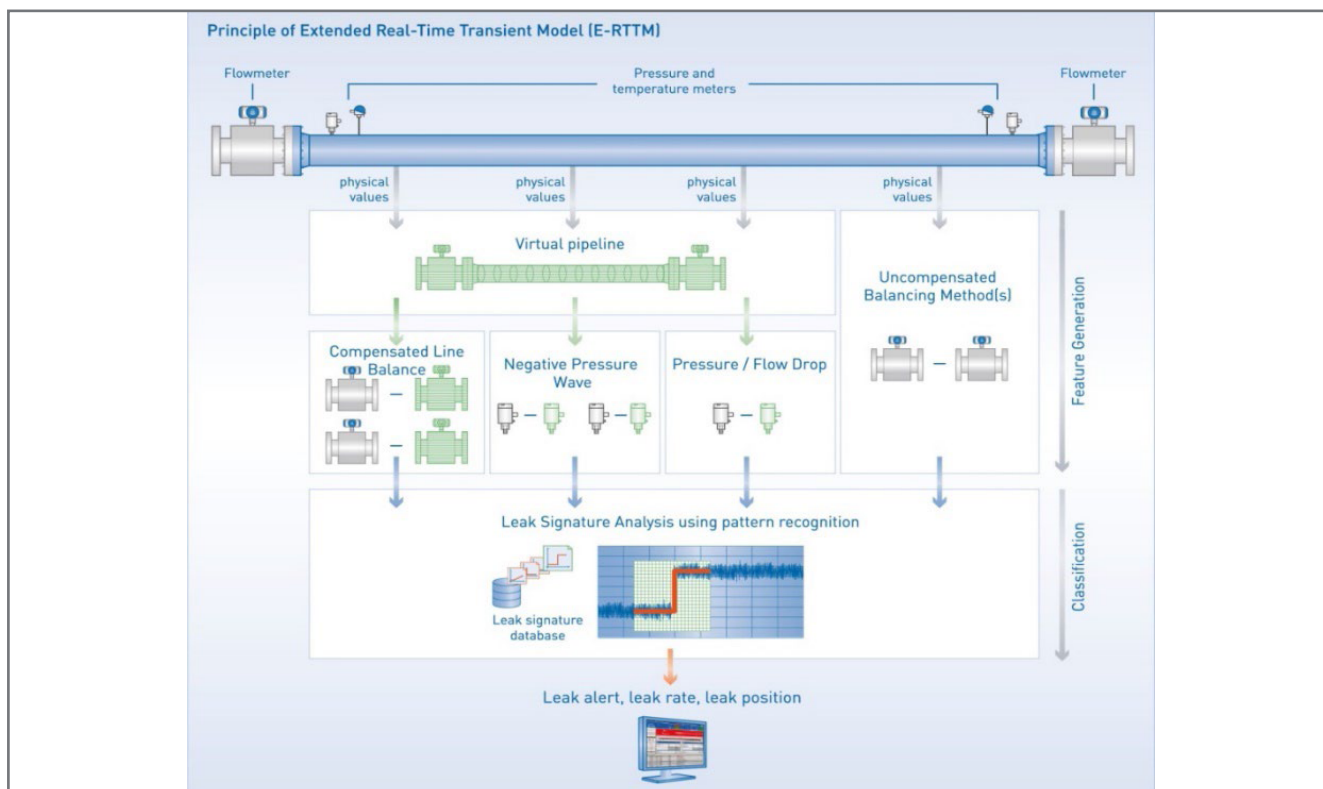 Principle of Extended Real-Time Transient Model (E-RTTM)
Flowmeter
Pressure and
temperature meters
Flowmeter
physical
values
physical
values
physical
values
physical
values
Virtual pipeline
Uncompensated
Balancing Method(s)
Feature Generation
Compensated Line
Balance
Negative Pressure
Wave
Pressure / Flow Drop
Leak Signature Analysis using pattern recognition
Leak signature
database
Classification
Leak alert, leak rate, leak position